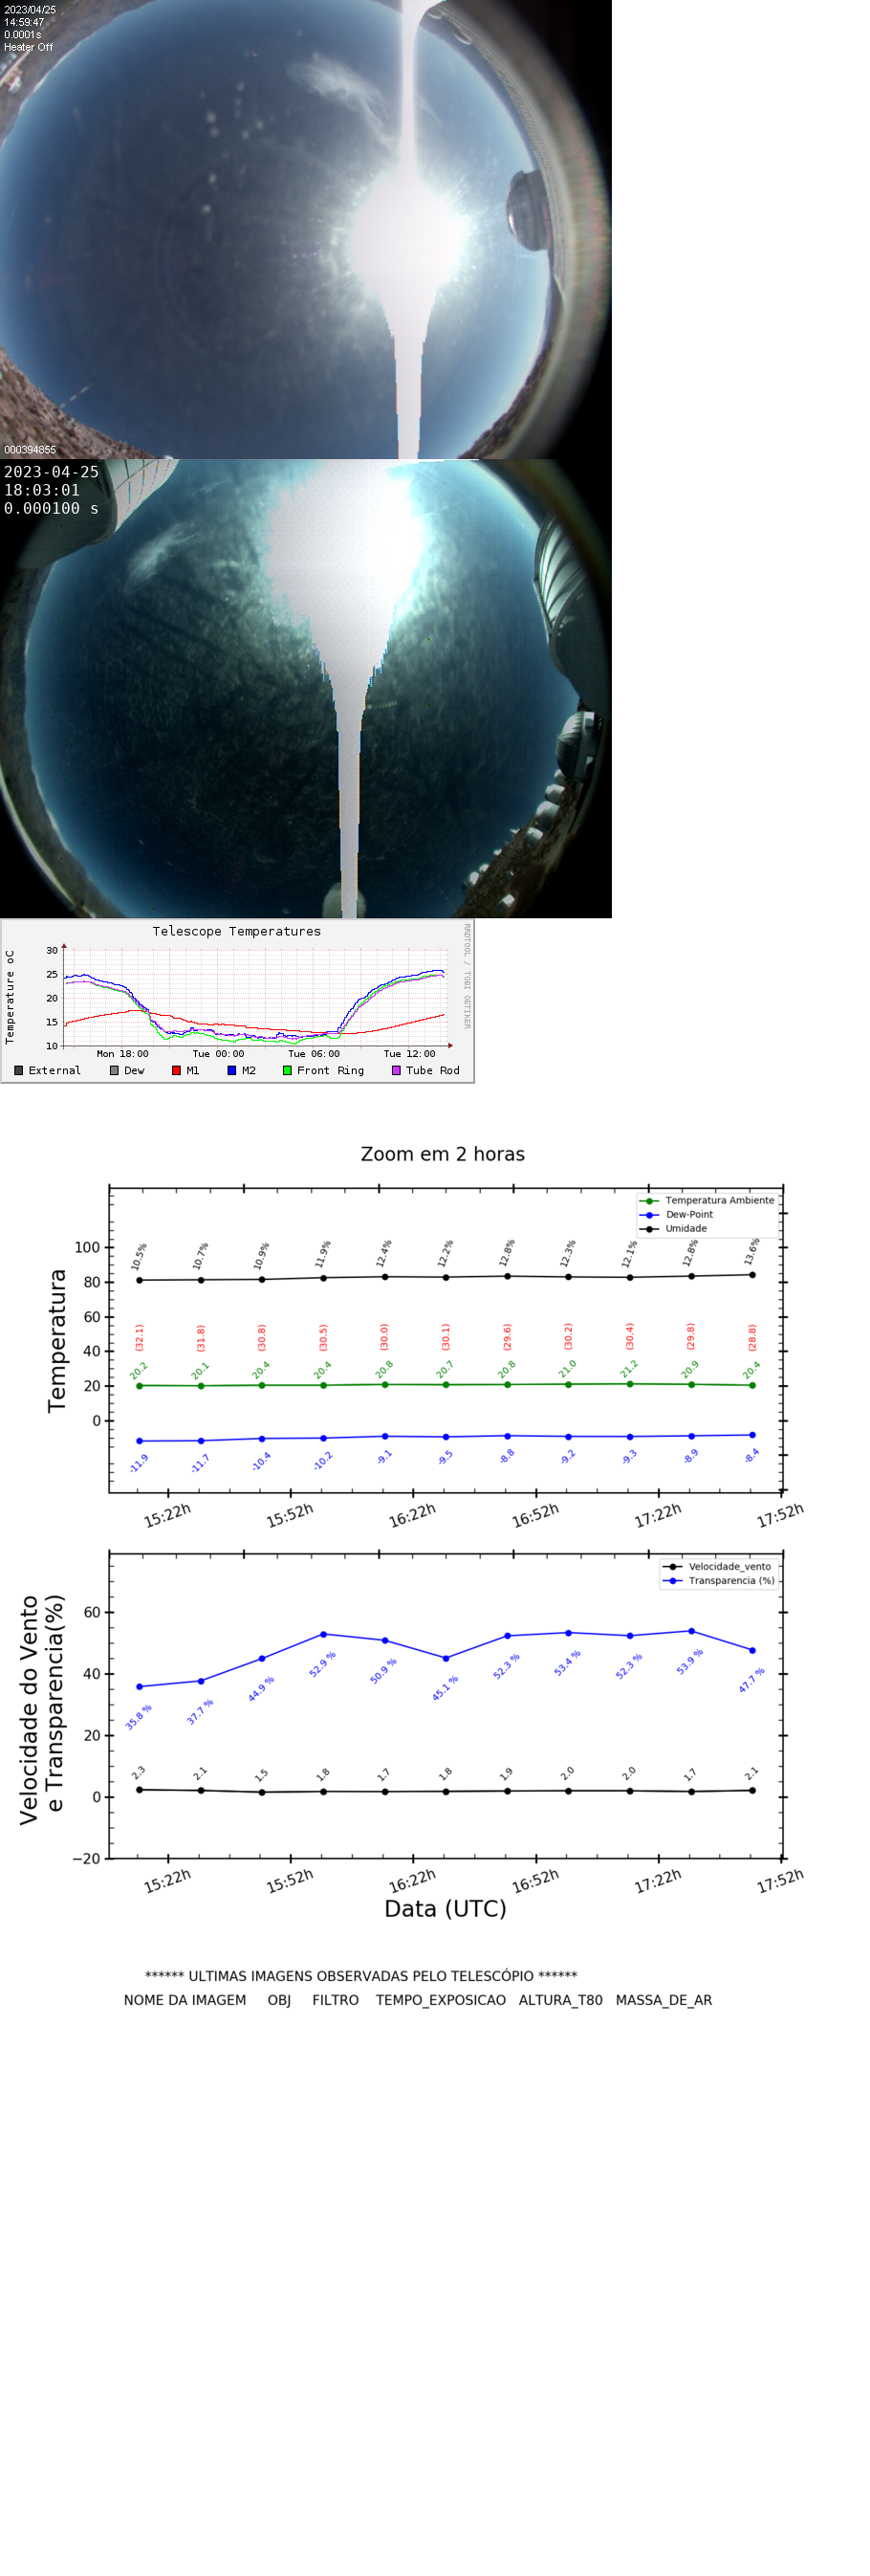 2023/04/25
14:59:47
0.0001s
Heater Off
000394855
2023-04-25
18:03:01
0.000100 s
Telescope Temperatures
RRDTOOL / TOBI OETIKER
Temperature oC
30
25
20
15
10
Mon 18:00 Tue 00:00 Tue 06:00 Tue 12:00
External Dew M1 M2 Front Ring Tube Rod
Zoom em 2 horas
Temperatura Ambiente
Dew-Point
Umidade
Temperatura
100
80
60
40
20
0
10.5% 10.7% 10.9% 11.9% 12.4% 12.2% 12.8% 12.3% 12.1% 12.8% 13.6%
(32.1) (31.8) (30.8) (30.5) (30.0) (30.1) (29.6) (30.2) (30.4) (29.8) (28.8)
20.2 20.1 20.4 20.4 20.8 20.7 20.8 21.0 21.2 20.9 20.4
-11.9 -11.7 -10.4 -10.2 -9.1 -9.5 -8.8 -9.2 -9.3 -8.9 -8.4
15:22h 15:52h 16:22h 16:52h 17:22h 17:52h
Velocidade_vento
Transparencia (%)
Velocidade do Vento
e Transparencia(%)
60
40
20
0
−20
35.8 % 37.7 % 44.9 % 52.9 % 50.9 % 45.1 % 52.3 % 53.4 % 52.3 % 53.9 % 47.7 %
2.3 2.1 1.5 1.8 1.7 1.8 1.9 2.0 2.0 1.7 2.1
15:22h 15:52h 16:22h 16:52h 17:22h 17:52h
Data (UTC)
****** ULTIMAS IMAGENS OBSERVADAS PELO TELESCÓPIO ******
NOME DA IMAGEM OBJ FILTRO TEMPO_EXPOSICAO ALTURA_T80 MASSA_DE_AR